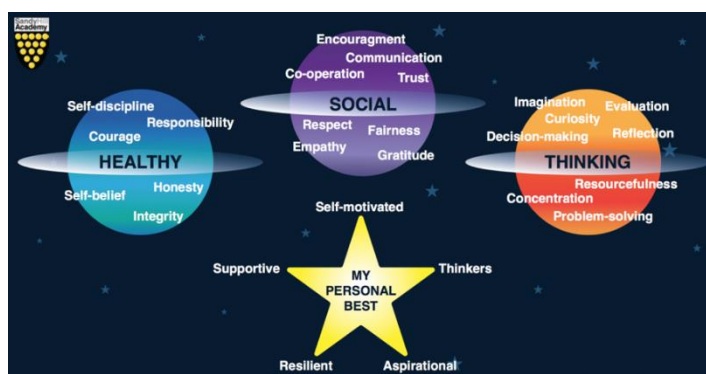 Sandy
Academy
Encouragment
Communication
Co-operation
Trust
SOCIAL
Respect
Fairness
Empathy
Gratitude
Self-discipline
Responsibility
Courage
HEALTHY
Self-belief
Honesty
Integrity
Imagination
Evaluation
Curiosity
Decision-making
Reflection
THINKING
Resourcefulness
Concentration
Problem-solving
Self-motivated
Supportive
Thinkers
MY
PERSONAL
BEST
Resilient
Aspirational